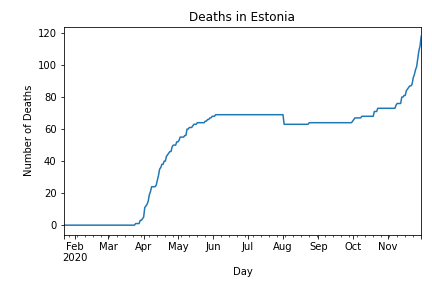 Deaths in Estonia
120
100
80
60
40
20
0
Number of Deaths
Feb Mar Apr May Jun Jul Aug Sep Oct Nov
2020
Day